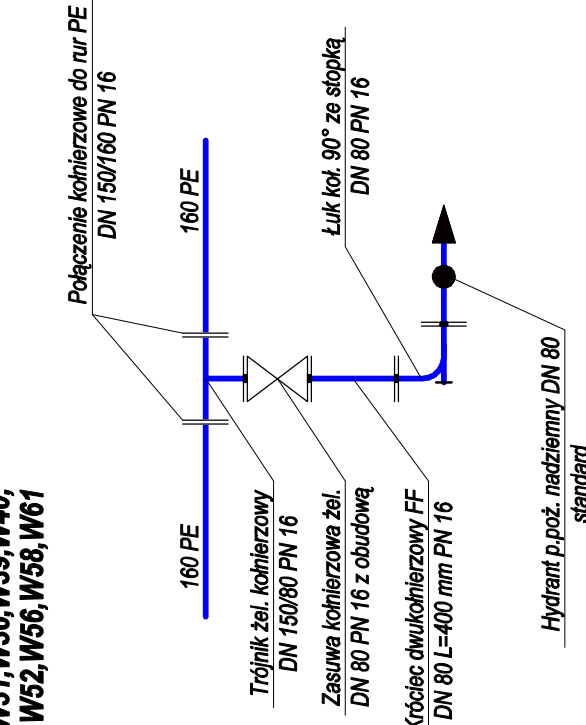 W52,W56,W58,W61
Połączenie kołnierzowe do rur PE
DN 150/160 PN 16
160 PE
160 PE
Łuk koł. 90° ze stopką
DN 80 PN 16
Trójnik żel. kołnierzowy
DN 150/80 PN 16
Zasuwa kołnierzowa żel.
DN 80 PN 16 z obudową
Króciec dwukołnierzowy FF
DN 80 L=400 mm PN 16
Hydrant p.poż. nadziemny DN 80
standard